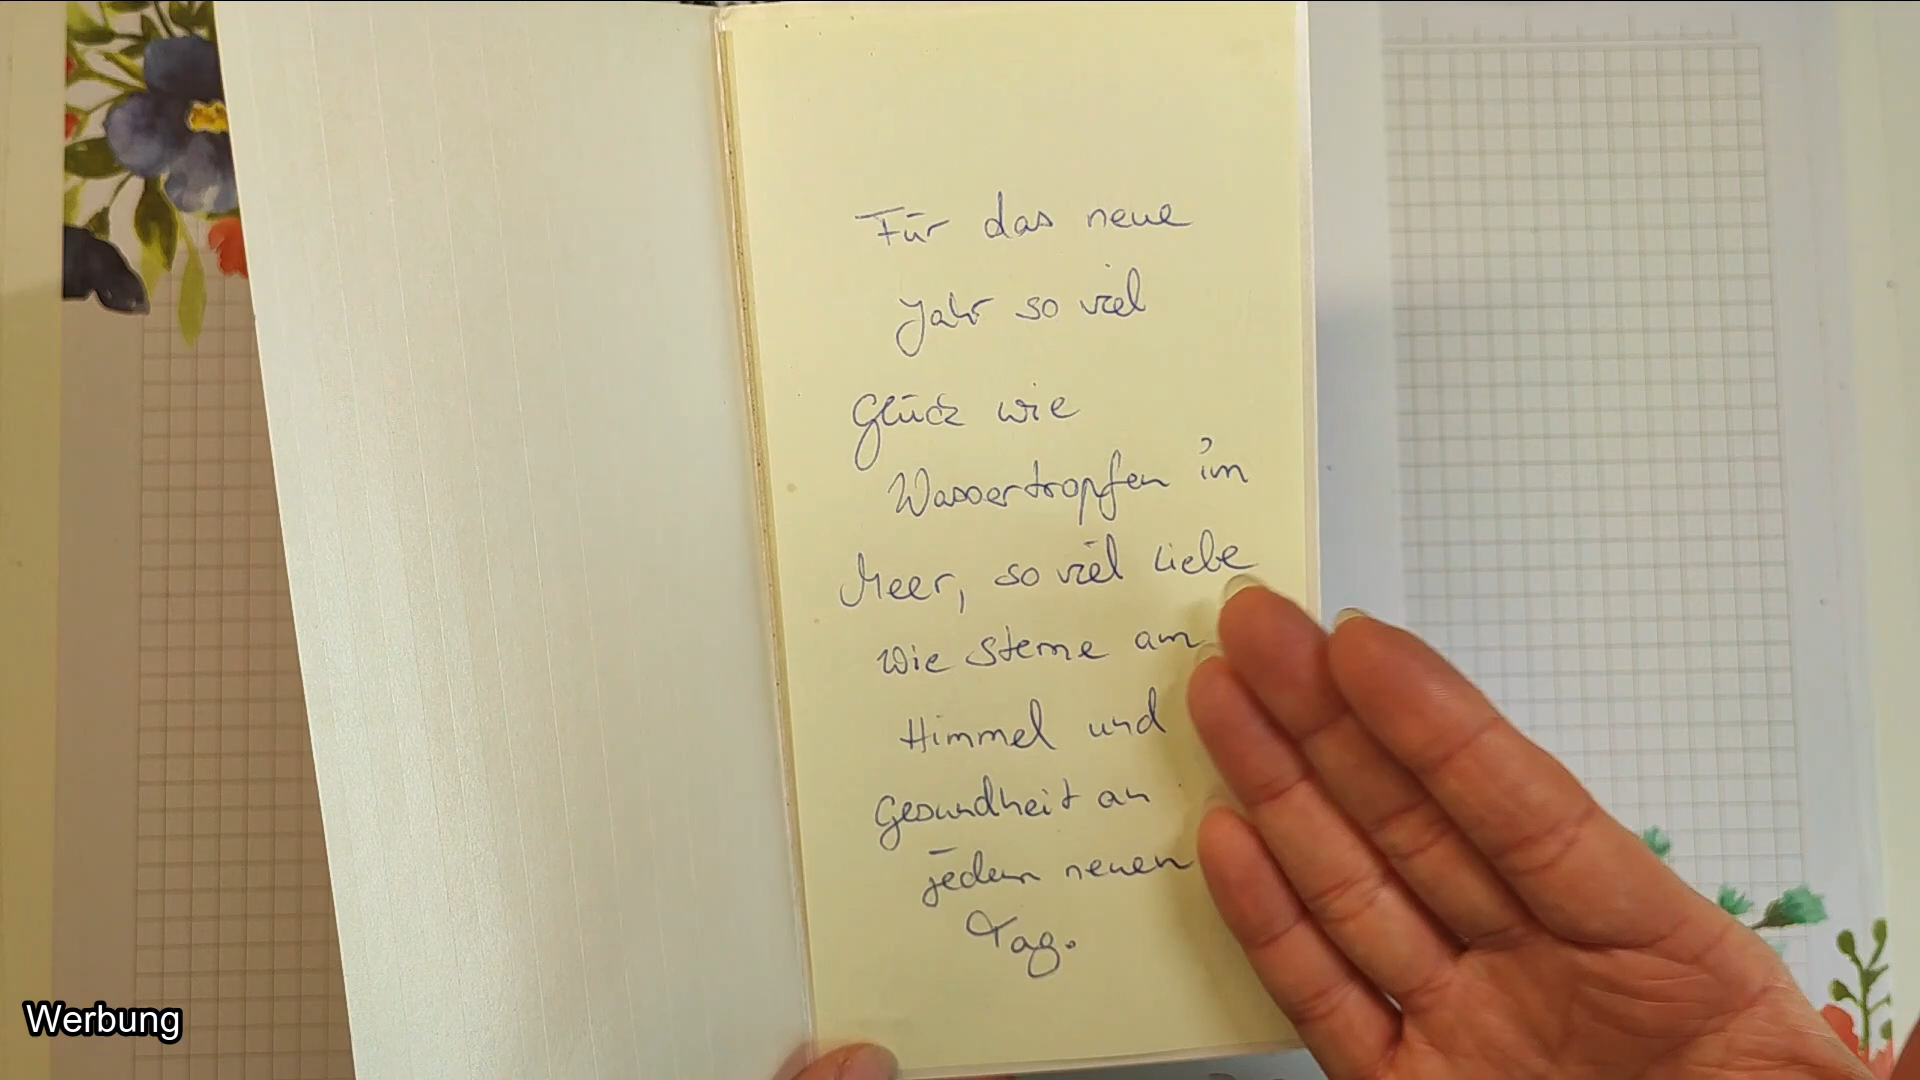 Für das neue
Jahr so viel
Glück wie
Wassertropfen im
Meer, so viel Liebe
wie Sterne am
Himmel und
Gesundheit an
jedem neuen
Tag.
Werbung